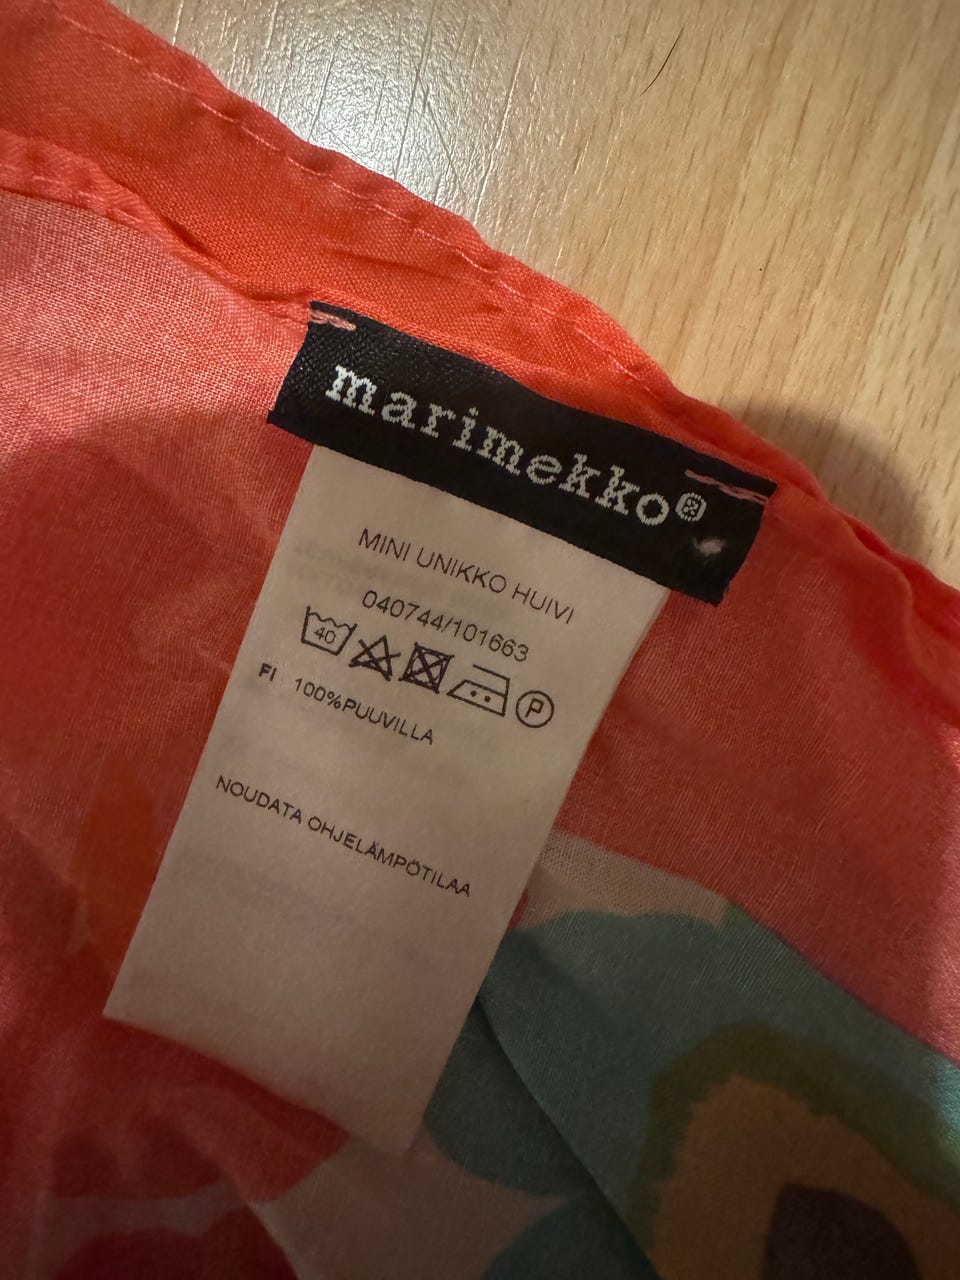 marimekko®
MINI UNIKKO HUIVI
040744/101663
40
P
FI 100%PUUVILLA
NOUDATA OHJELÄMPÖTILAA